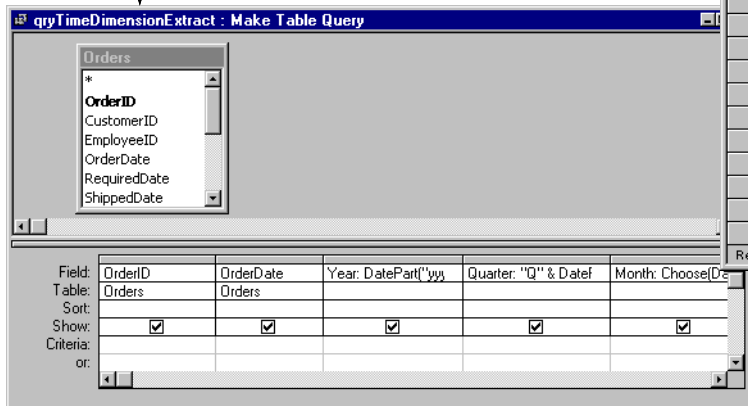 qryTimeDimensionExtract : Make Table Query
Orders
*
OrderID
CustomerID
EmployeeID
OrderDate
RequiredDate
ShippedDate
Re
Field: OrderID OrderDate Year: DatePart("yyy Quarter: "Q" & DateF Month: Choose(Da
Table: Orders Orders
Sort:
Show:
Criteria:
or: